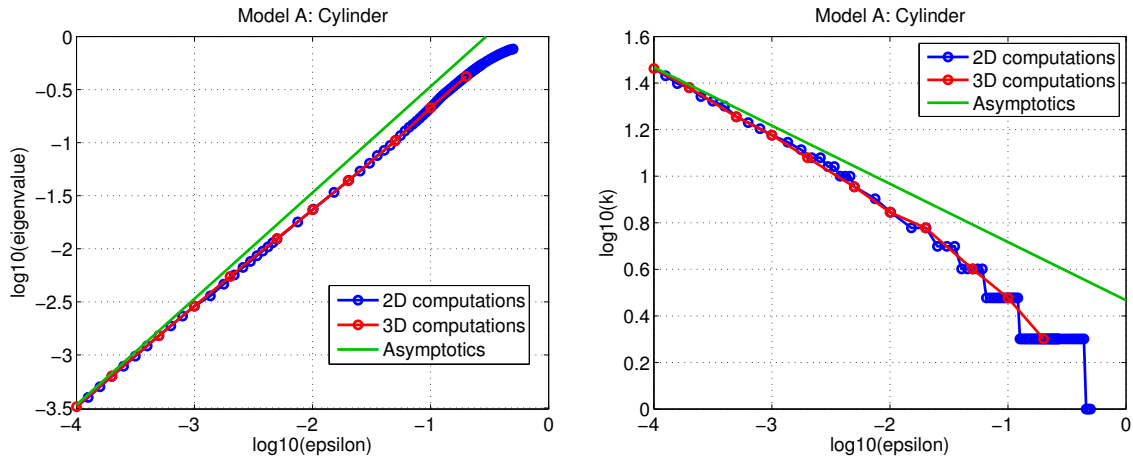 Model A: Cylinder
0
−0.5
−1
−1.5
−2
−2.5
−3
−3.5
log10(eigenvalue)
2D computations
3D computations
Asymptotics
−4
−3
−2
−1
0
log10(epsilon)
Model A: Cylinder
1.6
1.4
1.2
1
0.8
0.6
0.4
0.2
0
log10(k)
2D computations
3D computations
Asymptotics
−4
−3
−2
−1
0
log10(epsilon)